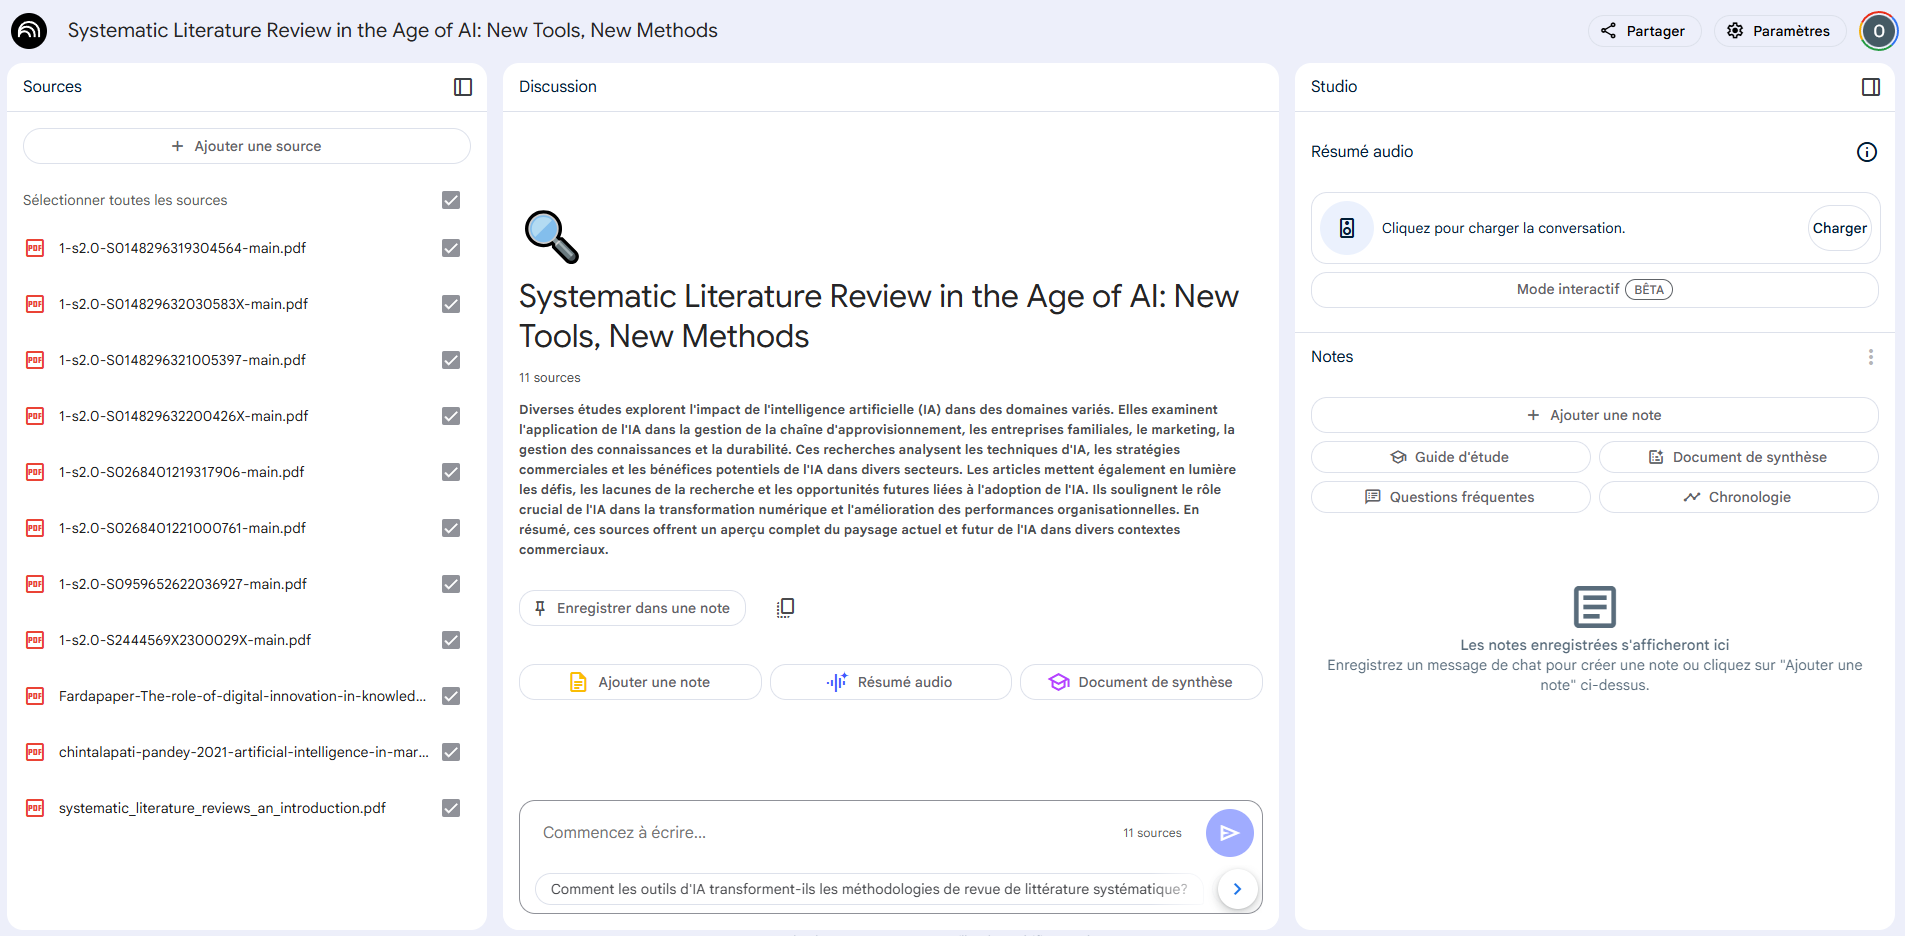 Systematic Literature Review in the Age of AI: New Tools, New Methods
Partager
Paramètres
O
Sources
Ajouter une source
Sélectionner toutes les sources
PDF 1-s2.0-S0148296319304564-main.pdf
PDF 1-s2.0-S014829632030583X-main.pdf
PDF 1-s2.0-S0148296321005397-main.pdf
PDF 1-s2.0-S014829632200426X-main.pdf
PDF 1-s2.0-S0268401219317906-main.pdf
PDF 1-s2.0-S0268401221000761-main.pdf
PDF 1-s2.0-S0959652622036927-main.pdf
PDF 1-s2.0-S2444569X2300029X-main.pdf
PDF Fardapaper-The-role-of-digital-innovation-in-knowled...
PDF chintalapati-pandey-2021-artificial-intelligence-in-mar...
PDF systematic_literature_reviews_an_introduction.pdf
Discussion
Systematic Literature Review in the Age of AI: New
Tools, New Methods
11 sources
Diverses études explorent l'impact de l'intelligence artificielle (IA) dans des domaines variés. Elles examinent
l'application de l'IA dans la gestion de la chaîne d'approvisionnement, les entreprises familiales, le marketing, la
gestion des connaissances et la durabilité. Ces recherches analysent les techniques d'IA, les stratégies
commerciales et les bénéfices potentiels de l'IA dans divers secteurs. Les articles mettent également en lumière
les défis, les lacunes de la recherche et les opportunités futures liées à l'adoption de l'IA. Ils soulignent le rôle
crucial de l'IA dans la transformation numérique et l'amélioration des performances organisationnelles. En
résumé, ces sources offrent un aperçu complet du paysage actuel et futur de l'IA dans divers contextes
commerciaux.
Enregistrer dans une note
Ajouter une note
Résumé audio
Document de synthèse
Commencez à écrire...
11 sources
Comment les outils d'IA transforment-ils les méthodologies de revue de littérature systématique?
Studio
Résumé audio
Cliquez pour charger la conversation.
Charger
Mode interactif BÊTA
Notes
Ajouter une note
Guide d'étude
Document de synthèse
Questions fréquentes
Chronologie
Les notes enregistrées s'afficheront ici
Enregistrez un message de chat pour créer une note ou cliquez sur "Ajouter une
note" ci-dessus.